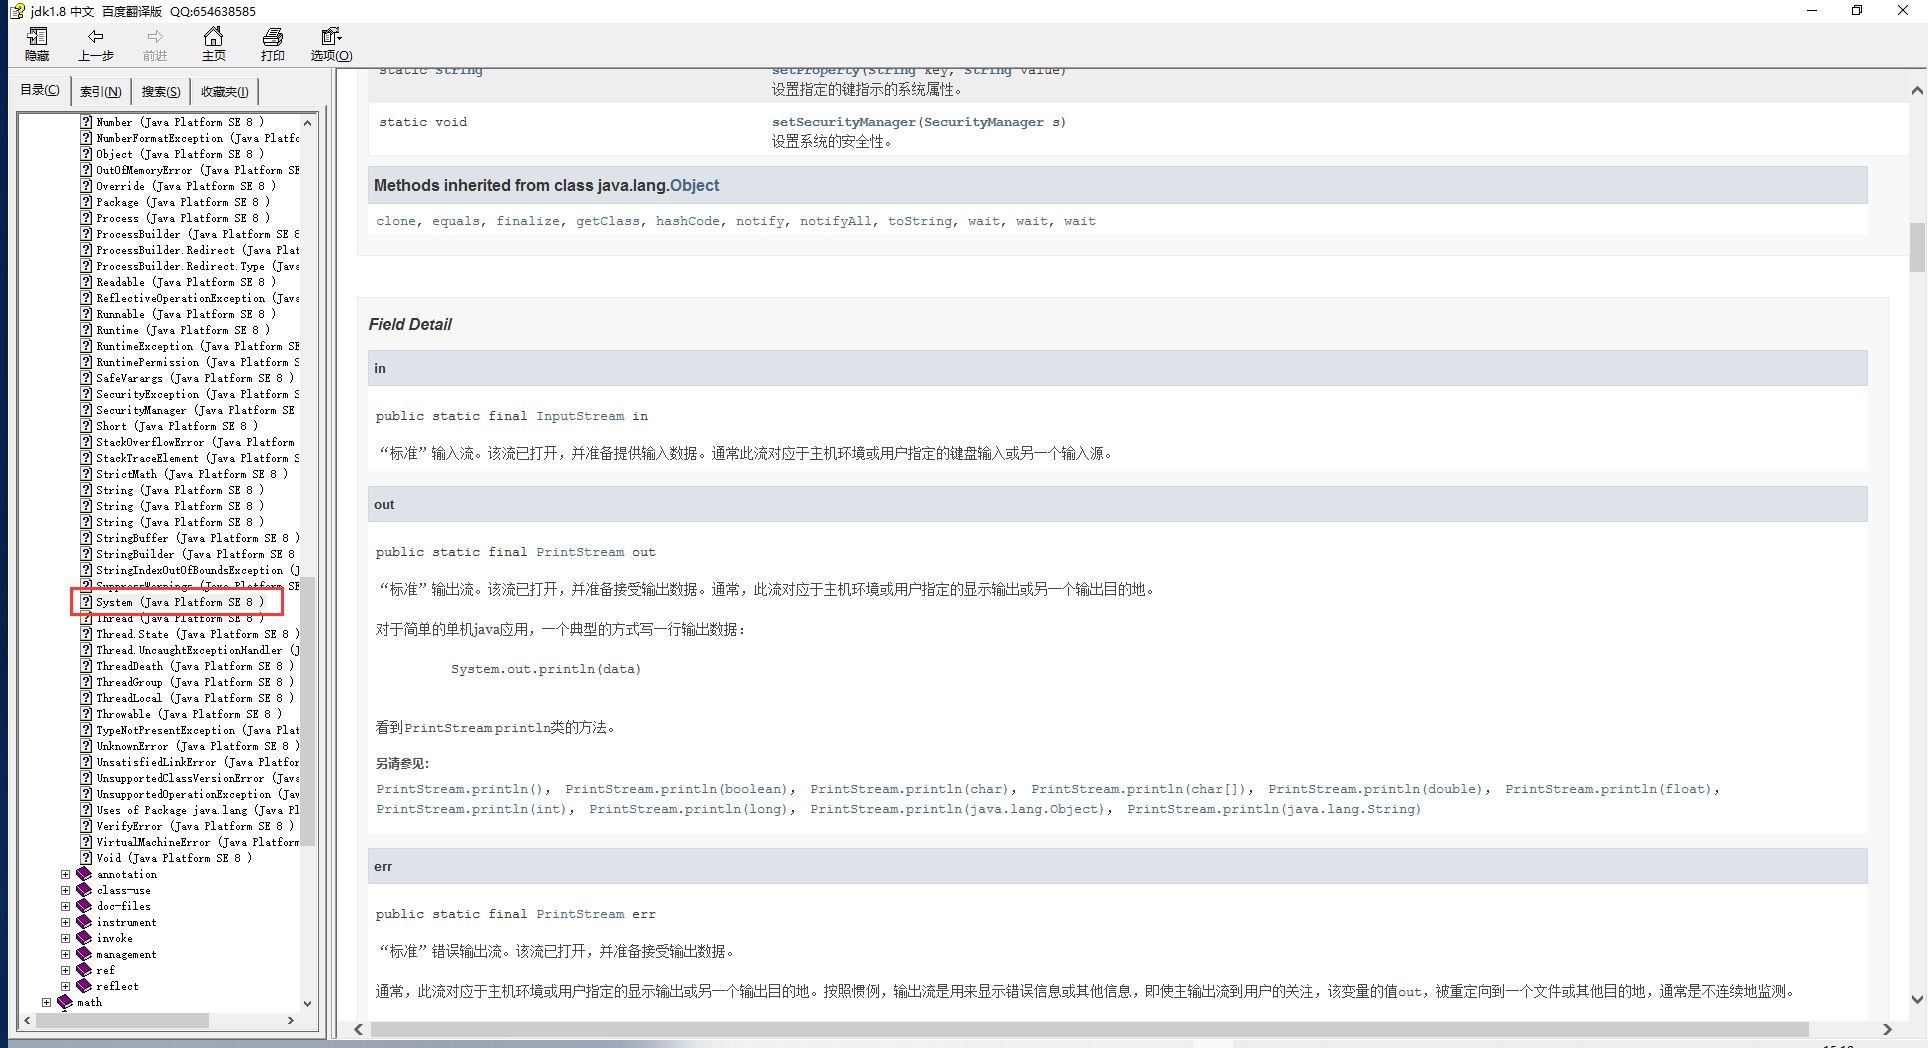 jdk1.8 中文 百度翻译版 QQ:654638585
隐藏 上一步 前进 主页 打印 选项(O)
目录(C) 索引(N) 搜索(S) 收藏夹(I)
Number (Java Platform SE 8 )
NumberFormatException (Java Platfo
Object (Java Platform SE 8 )
OutOfMemoryError (Java Platform SE
Override (Java Platform SE 8 )
Package (Java Platform SE 8 )
Process (Java Platform SE 8 )
ProcessBuilder (Java Platform SE 8
ProcessBuilder.Redirect (Java Plat
ProcessBuilder.Redirect.Type (Java
Readable (Java Platform SE 8 )
ReflectiveOperationException (Java
Runnable (Java Platform SE 8 )
Runtime (Java Platform SE 8 )
RuntimeException (Java Platform SE
RuntimePermission (Java Platform S
SafeVarargs (Java Platform SE 8 )
SecurityException (Java Platform S
SecurityManager (Java Platform SE
Short (Java Platform SE 8 )
StackOverflowError (Java Platform
StackTraceElement (Java Platform S
StrictMath (Java Platform SE 8 )
String (Java Platform SE 8 )
String (Java Platform SE 8 )
String (Java Platform SE 8 )
StringBuffer (Java Platform SE 8 )
StringBuilder (Java Platform SE 8
StringIndexOutOfBoundsException (J
SuppressWarnings (Java Platform SE
System (Java Platform SE 8 )
Thread (Java Platform SE 8 )
Thread.State (Java Platform SE 8 )
Thread.UncaughtExceptionHandler (J
ThreadDeath (Java Platform SE 8 )
ThreadGroup (Java Platform SE 8 )
ThreadLocal (Java Platform SE 8 )
Throwable (Java Platform SE 8 )
TypeNotPresentException (Java Plat
UnknownError (Java Platform SE 8 )
UnsatisfiedLinkError (Java Platfor
UnsupportedClassVersionError (Java
UnsupportedOperationException (Jav
Uses of Package java.lang (Java Pl
VerifyError (Java Platform SE 8 )
VirtualMachineError (Java Platform
Void (Java Platform SE 8 )
annotation
class-use
doc-files
instrument
invoke
management
ref
reflect
math
static String setProperty(String key, String value)
设置指定的键指示的系统属性。
static void setSecurityManager(SecurityManager s)
设置系统的安全性。
Methods inherited from class java.lang.Object
clone, equals, finalize, getClass, hashCode, notify, notifyAll, toString, wait, wait, wait
Field Detail
in
public static final InputStream in
“标准”输入流。该流已打开，并准备提供输入数据。通常此流对应于主机环境或用户指定的键盘输入或另一个输入源。
out
public static final PrintStream out
“标准”输出流。该流已打开，并准备接受输出数据。通常，此流对应于主机环境或用户指定的显示输出或另一个输出目的地。
对于简单的单机java应用，一个典型的方式写一行输出数据：
System.out.println(data)
看到PrintStream println类的方法。
另请参见:
PrintStream.println(), PrintStream.println(boolean), PrintStream.println(char), PrintStream.println(char[]), PrintStream.println(double), PrintStream.println(float),
PrintStream.println(int), PrintStream.println(long), PrintStream.println(java.lang.Object), PrintStream.println(java.lang.String)
err
public static final PrintStream err
“标准”错误输出流。该流已打开，并准备接受输出数据。
通常，此流对应于主机环境或用户指定的显示输出或另一个输出目的地。按照惯例，输出流是用来显示错误信息或其他信息，即使主输出流到用户的关注，该变量的值out，被重定向到一个文件或其他目的地，通常是不连续地监测。